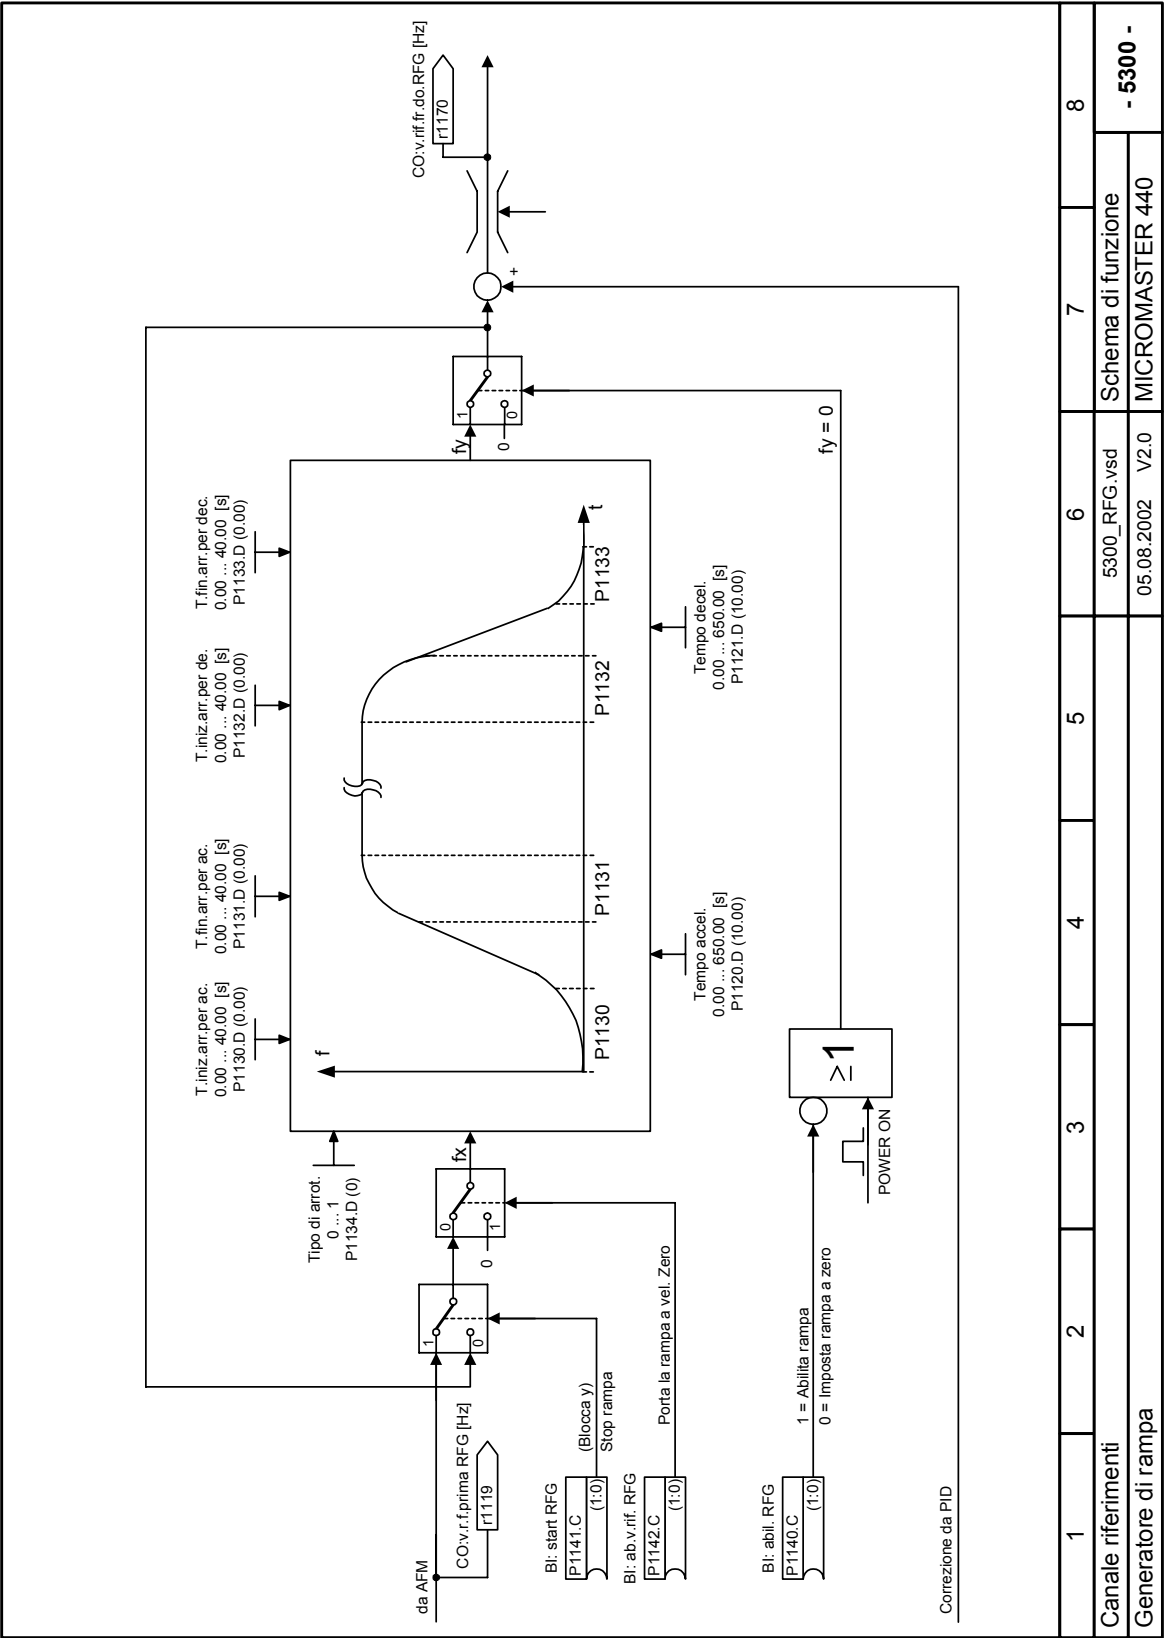 da AFM
CO:v.r.f.prima RFG [Hz]
r1119
BI: start RFG
P1141.C
(1:0)
(Blocca y)
Stop rampa
BI: ab.v.rif. RFG
P1142.C
(1:0)
Porta la rampa a vel. Zero
BI: abil. RFG
P1140.C
(1:0)
1 = Abilita rampa
0 = Imposta rampa a zero
Correzione da PID
1
0
0
1
0
fx
Tipo di arrot.
0 ... 1
P1134.D (0)
T.iniz.arr.per ac.
0.00 ... 40.00 [s]
P1130.D (0.00)
T.fin.arr.per ac.
0.00 ... 40.00 [s]
P1131.D (0.00)
T.iniz.arr.per de.
0.00 ... 40.00 [s]
P1132.D (0.00)
T.fin.arr.per dec.
0.00 ... 40.00 [s]
P1133.D (0.00)
f
t
P1130
P1131
P1132
P1133
Tempo accel.
0.00 ... 650.00 [s]
P1120.D (10.00)
Tempo decel.
0.00 ... 650.00 [s]
P1121.D (10.00)
POWER ON
≥1
fy = 0
fy
1
0
0
+
CO:v.rif.fr.do.RFG [Hz]
r1170
1 2 3 4 5 6 7 8
Canale riferimenti
Generatore di rampa
5300_RFG.vsd
05.08.2002 V2.0
Schema di funzione
MICROMASTER 440
- 5300 -